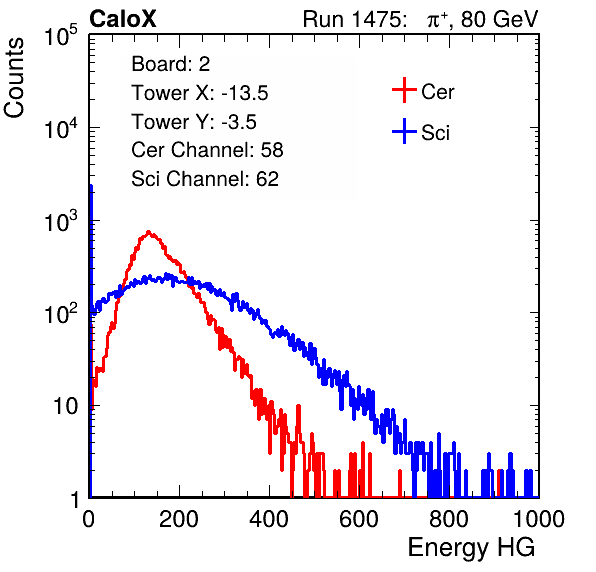 CaloX Run 1475: π⁺, 80 GeV
Counts
Board: 2
Tower X: -13.5
Tower Y: -3.5
Cer Channel: 58
Sci Channel: 62
Cer
Sci
10⁵
10⁴
10³
10²
10
1
0 200 400 600 800 1000
Energy HG